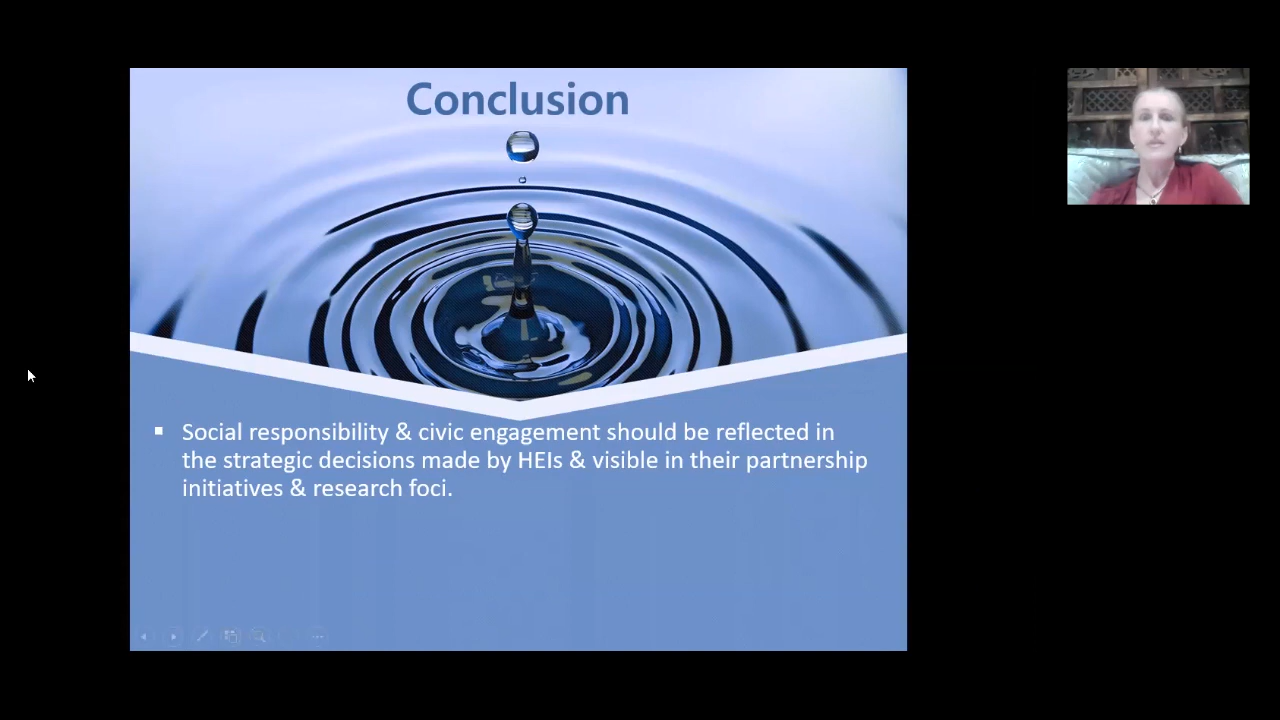 Conclusion
▪ Social responsibility & civic engagement should be reflected in
the strategic decisions made by HEIs & visible in their partnership
initiatives & research foci.